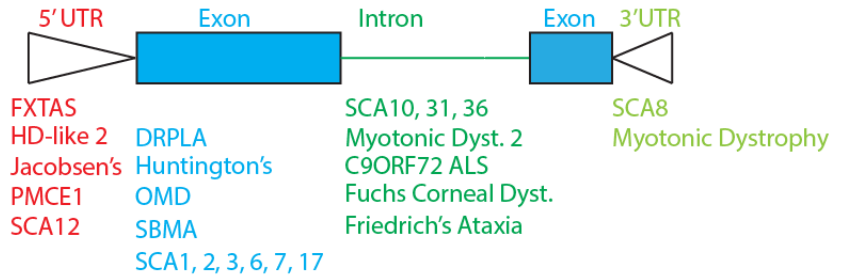 5' UTR
Exon
Intron
Exon
3'UTR
FXTAS
HD-like 2
Jacobsen's
PMCE1
SCA12
DRPLA
Huntington's
OMD
SBMA
SCA1, 2, 3, 6, 7, 17
SCA10, 31, 36
Myotonic Dyst. 2
C9ORF72 ALS
Fuchs Corneal Dyst.
Friedrich's Ataxia
SCA8
Myotonic Dystrophy